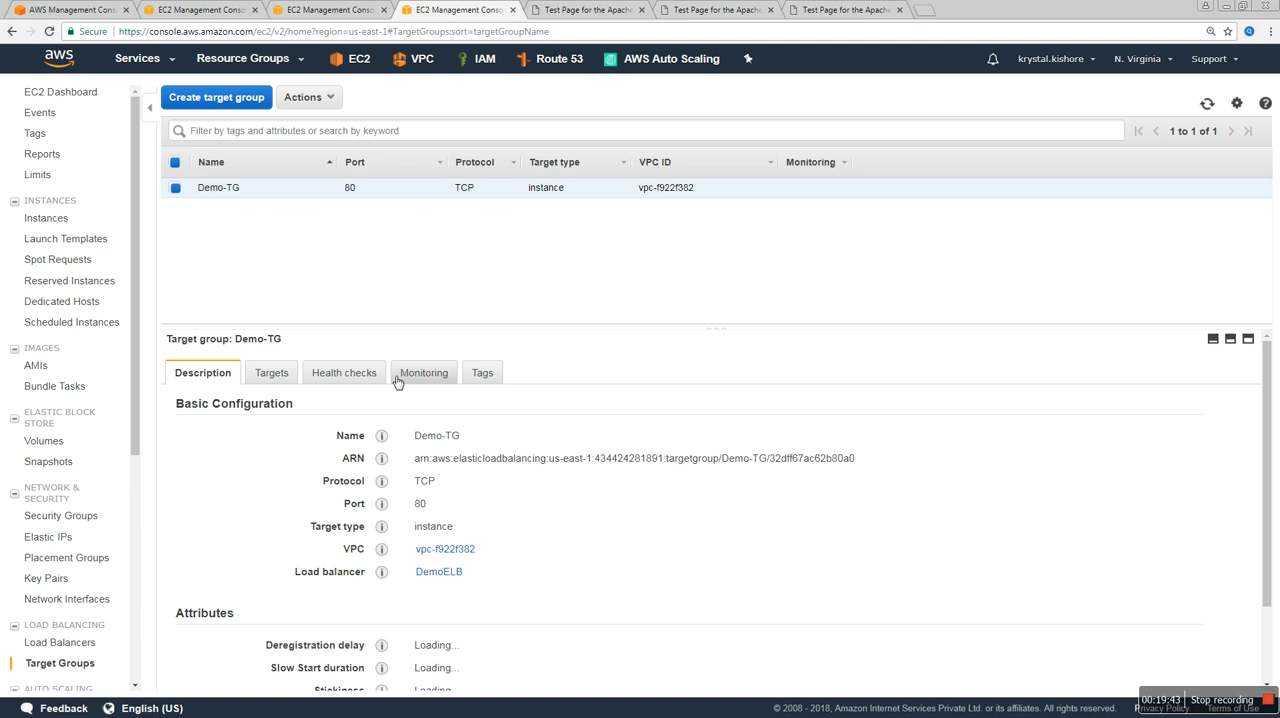 AWS Management Cons
EC2 Management Conso
EC2 Management Conso
EC2 Management Conso
Test Page for the Apache
Test Page for the Apache
Test Page for the Apache
Secure
https://console.aws.amazon.com/ec2/v2/home?region=us-east-1#TargetGroups:sort=targetGroupName
aws
Services
Resource Groups
EC2
VPC
IAM
Route 53
AWS Auto Scaling
krystal.kishore
N. Virginia
Support
EC2 Dashboard
Events
Tags
Reports
Limits
INSTANCES
Instances
Launch Templates
Spot Requests
Reserved Instances
Dedicated Hosts
Scheduled Instances
IMAGES
AMIs
Bundle Tasks
ELASTIC BLOCK
STORE
Volumes
Snapshots
NETWORK &
SECURITY
Security Groups
Elastic IPs
Placement Groups
Key Pairs
Network Interfaces
LOAD BALANCING
Load Balancers
Target Groups
AUTO SCALING
Create target group
Actions
Filter by tags and attributes or search by keyword
1 to 1 of 1
Name Port Protocol Target type VPC ID Monitoring
Demo-TG 80 TCP instance vpc-f922f382
Target group: Demo-TG
Description
Targets
Health checks
Monitoring
Tags
Basic Configuration
Name Demo-TG
ARN arn:aws:elasticloadbalancing:us-east-1:434424281891:targetgroup/Demo-TG/32dff67ac62b80a0
Protocol TCP
Port 80
Target type instance
VPC vpc-f922f382
Load balancer DemoELB
Attributes
Deregistration delay Loading...
Slow Start duration Loading...
Stickiness Loading...
00:19:43 Stop recording
Feedback
English (US)
© 2008 - 2018, Amazon Internet Services Private Ltd. or its affiliates. All rights reserved.
Privacy Policy
Terms of Use